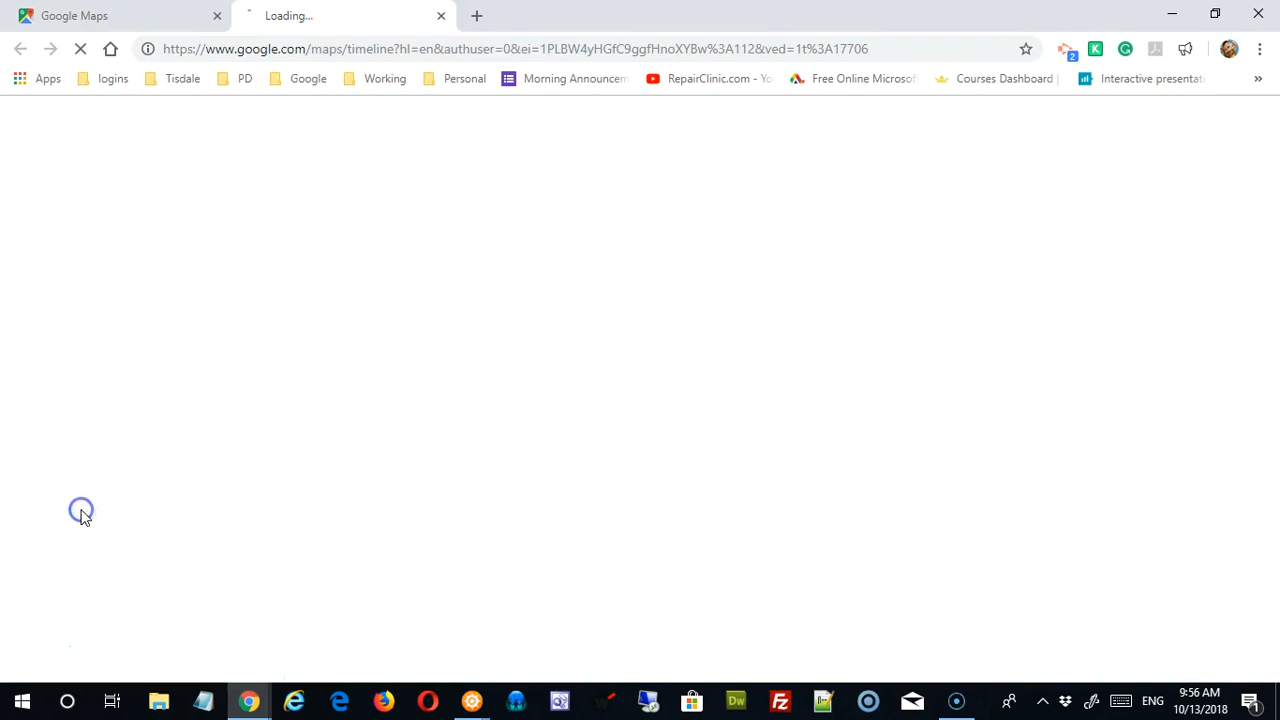 Google Maps
Loading...
https://www.google.com/maps/timeline?hl=en&authuser=0&ei=1PLBW4yHGfC9ggfHnoXYBw%3A112&ved=1t%3A17706
2
Apps logins Tisdale PD Google Working Personal Morning Announcem RepairClinic.com - Yo Free Online Microsof Courses Dashboard | Interactive presentat »
9:56 AM
ENG
10/13/2018
1